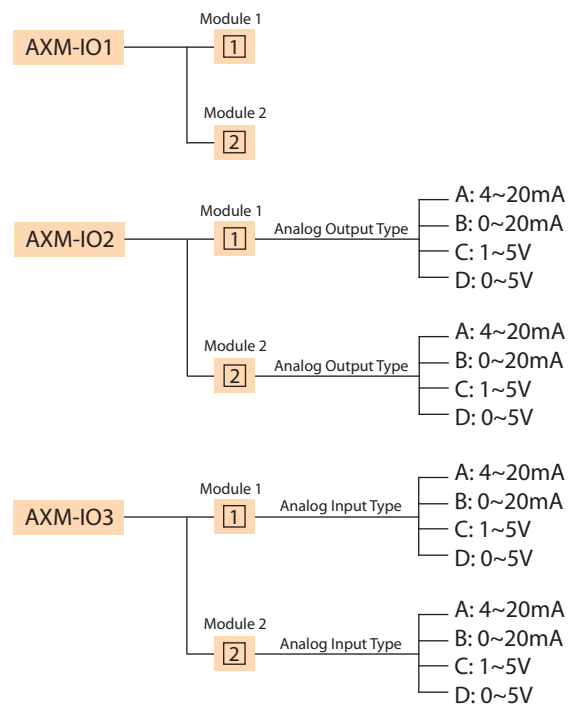 Module 1
AXM-IO1
1
Module 2
2
Module 1
AXM-IO2
1
Analog Output Type
A: 4~20mA
B: 0~20mA
C: 1~5V
D: 0~5V
Module 2
2
Analog Output Type
A: 4~20mA
B: 0~20mA
C: 1~5V
D: 0~5V
Module 1
AXM-IO3
1
Analog Input Type
A: 4~20mA
B: 0~20mA
C: 1~5V
D: 0~5V
Module 2
2
Analog Input Type
A: 4~20mA
B: 0~20mA
C: 1~5V
D: 0~5V